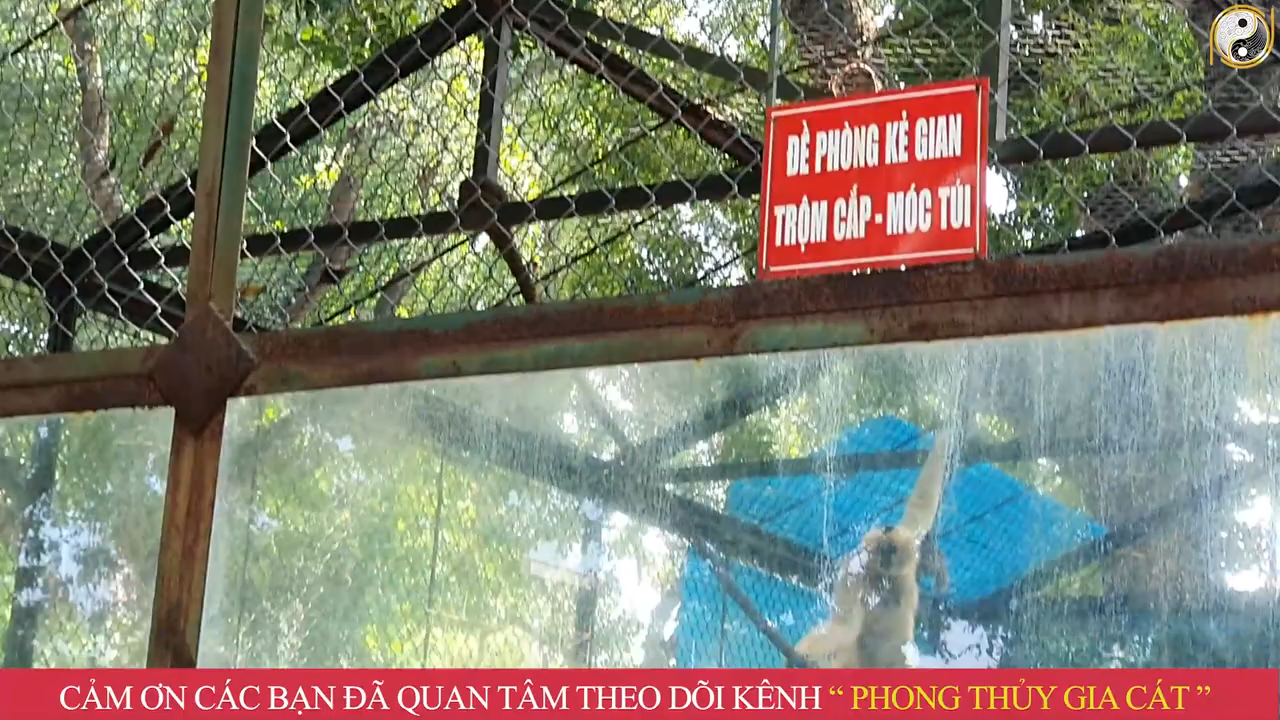 ĐỀ PHÒNG KẺ GIAN
TRỘM CẮP - MÓC TÚI
CẢM ƠN CÁC BẠN ĐÃ QUAN TÂM THEO DÕI KÊNH “ PHONG THỦY GIA CÁT ”